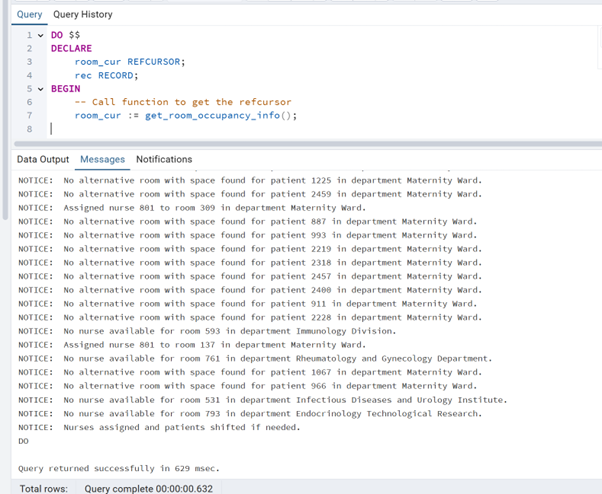 Query Query History
1 DO $$
2 DECLARE
3 room_cur REFCURSOR;
4 rec RECORD;
5 BEGIN
6 -- Call function to get the refcursor
7 room_cur := get_room_occupancy_info();
8
Data Output Messages Notifications
NOTICE: No alternative room with space found for patient 1225 in department Maternity Ward.
NOTICE: No alternative room with space found for patient 2459 in department Maternity Ward.
NOTICE: Assigned nurse 801 to room 309 in department Maternity Ward.
NOTICE: No alternative room with space found for patient 887 in department Maternity Ward.
NOTICE: No alternative room with space found for patient 993 in department Maternity Ward.
NOTICE: No alternative room with space found for patient 2219 in department Maternity Ward.
NOTICE: No alternative room with space found for patient 2318 in department Maternity Ward.
NOTICE: No alternative room with space found for patient 2457 in department Maternity Ward.
NOTICE: No alternative room with space found for patient 2400 in department Maternity Ward.
NOTICE: No alternative room with space found for patient 911 in department Maternity Ward.
NOTICE: No alternative room with space found for patient 2228 in department Maternity Ward.
NOTICE: No nurse available for room 593 in department Immunology Division.
NOTICE: Assigned nurse 801 to room 137 in department Maternity Ward.
NOTICE: No nurse available for room 761 in department Rheumatology and Gynecology Department.
NOTICE: No alternative room with space found for patient 1067 in department Maternity Ward.
NOTICE: No alternative room with space found for patient 966 in department Maternity Ward.
NOTICE: No nurse available for room 531 in department Infectious Diseases and Urology Institute.
NOTICE: No nurse available for room 793 in department Endocrinology Technological Research.
NOTICE: Nurses assigned and patients shifted if needed.
DO
Query returned successfully in 629 msec.
Total rows: Query complete 00:00:00.632